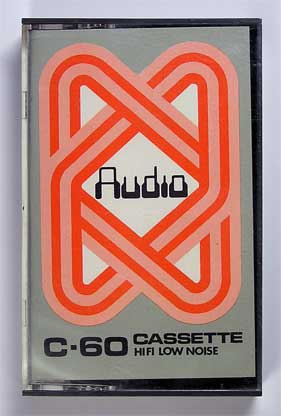 Audio
C-60 CASSETTE
HIFI LOW NOISE